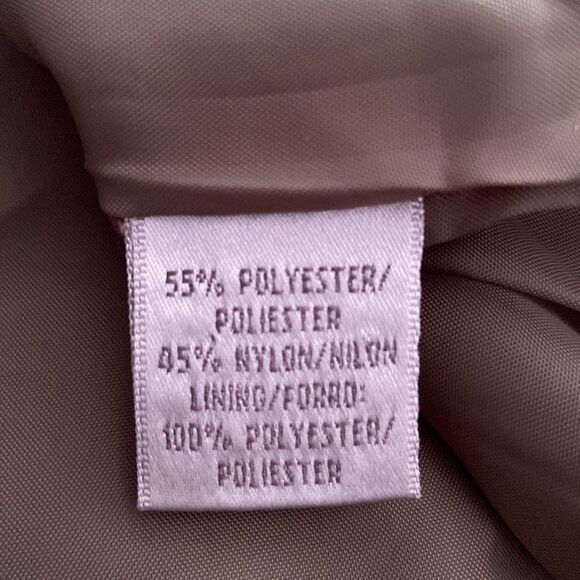 55% POLYESTER/
POLIESTER
45% NYLON/NILON
LINING/FORRO:
100% POLYESTER/
POLIESTER